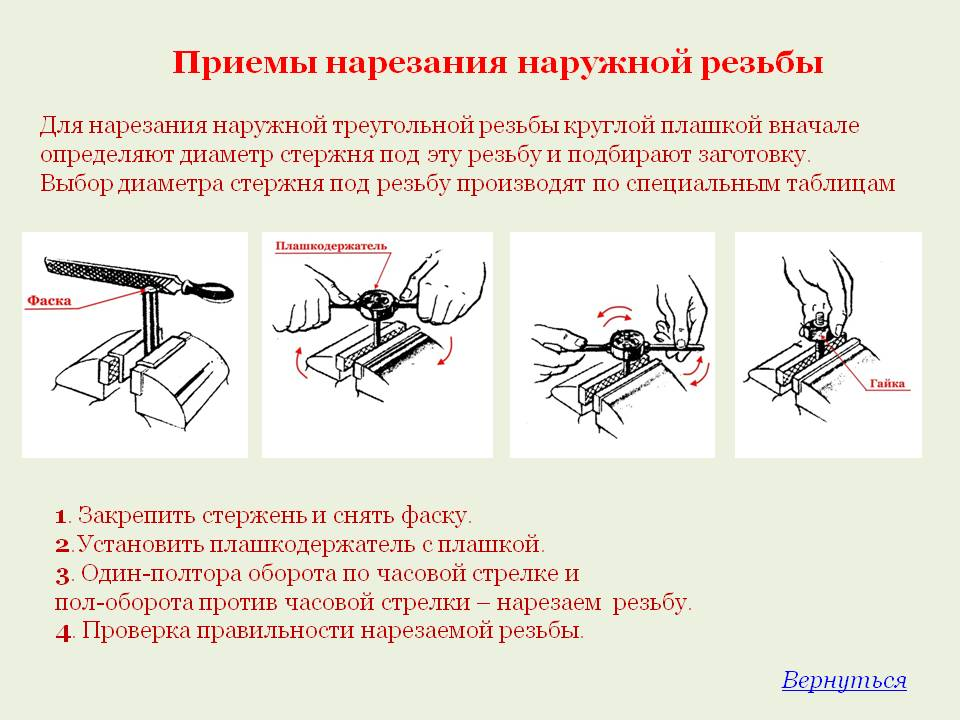 Приемы нарезания наружной резьбы
Для нарезания наружной треугольной резьбы круглой плашкой вначале
определяют диаметр стержня под эту резьбу и подбирают заготовку.
Выбор диаметра стержня под резьбу производят по специальным таблицам
Фаска
Плашкодержатель
Гайка
1. Закрепить стержень и снять фаску.
2.Установить плашкодержатель с плашкой.
3. Один-полтора оборота по часовой стрелке и
пол-оборота против часовой стрелки – нарезаем резьбу.
4. Проверка правильности нарезаемой резьбы.
Вернуться